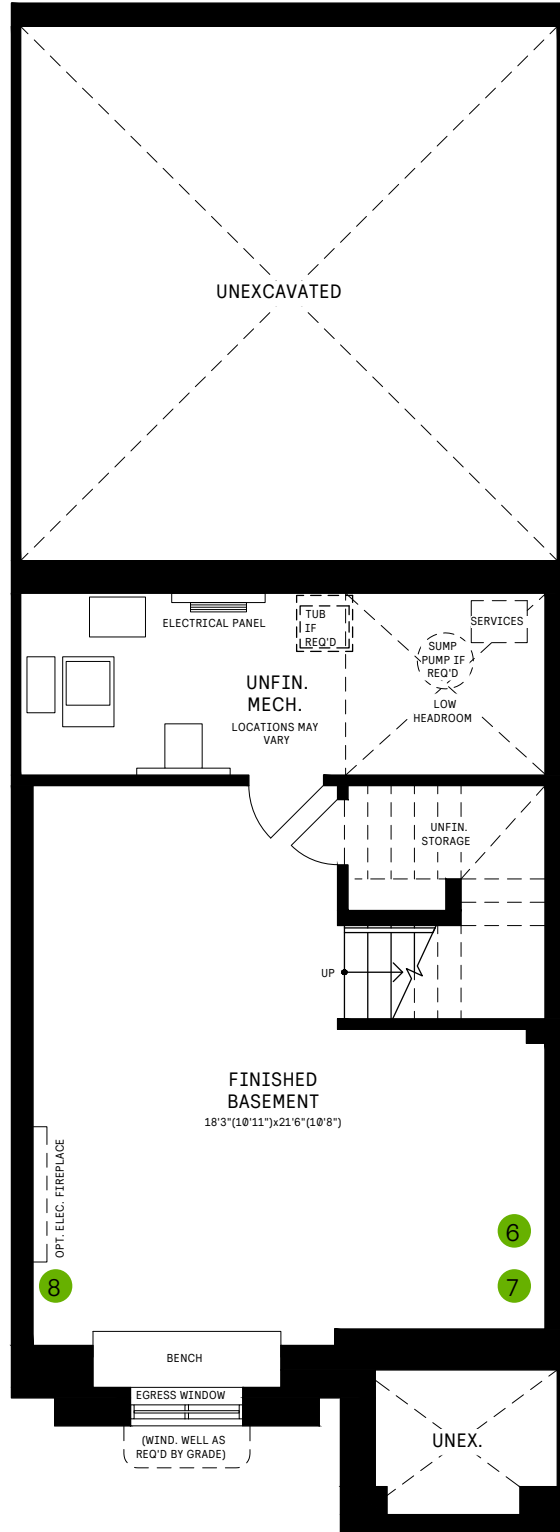 UNEXCAVATED
ELECTRICAL PANEL
TUB
IF
REQ'D
SERVICES
SUMP
PUMP IF
REQ'D
UNFIN.
MECH.
LOCATIONS MAY
VARY
LOW
HEADROOM
UNFIN.
STORAGE
UP
FINISHED
BASEMENT
18'3"(10'11")x21'6"(10'8")
OPT. ELEC. FIREPLACE
6
8
7
BENCH
EGRESS WINDOW
(WIND. WELL AS
REQ'D BY GRADE)
UNEX.